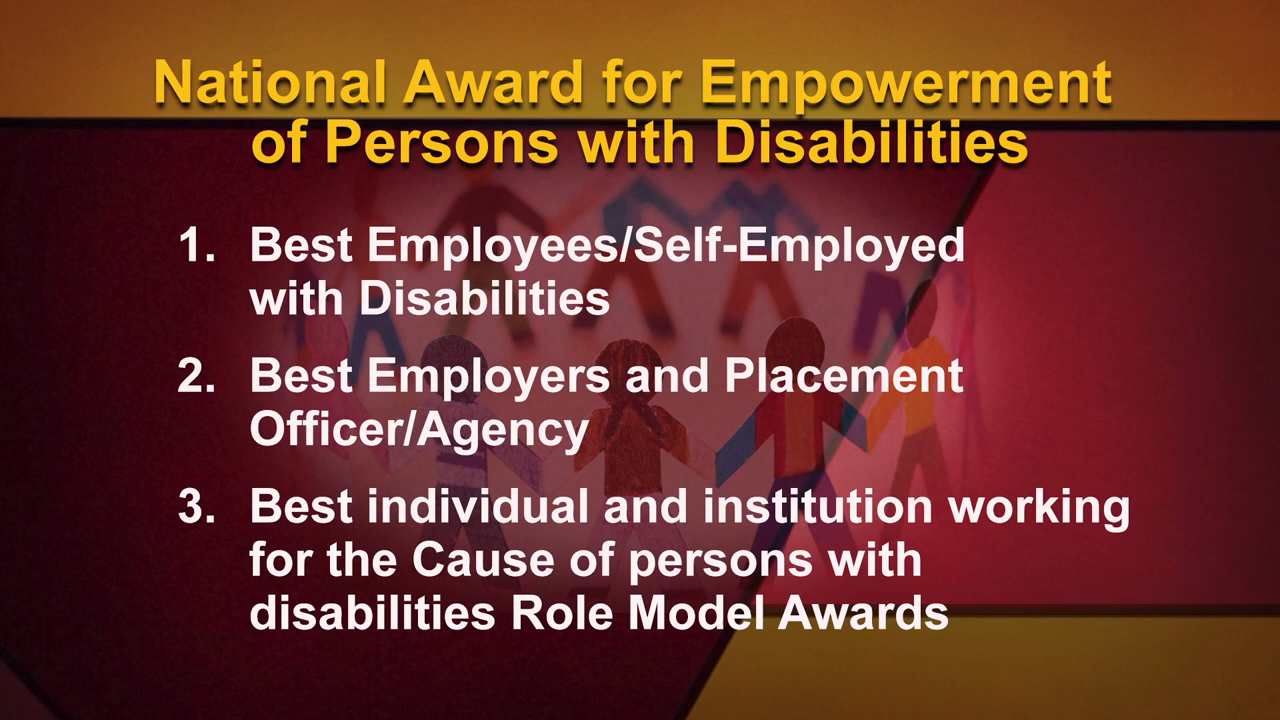 National Award for Empowerment
of Persons with Disabilities
1. Best Employees/Self-Employed
with Disabilities
2. Best Employers and Placement
Officer/Agency
3. Best individual and institution working
for the Cause of persons with
disabilities Role Model Awards